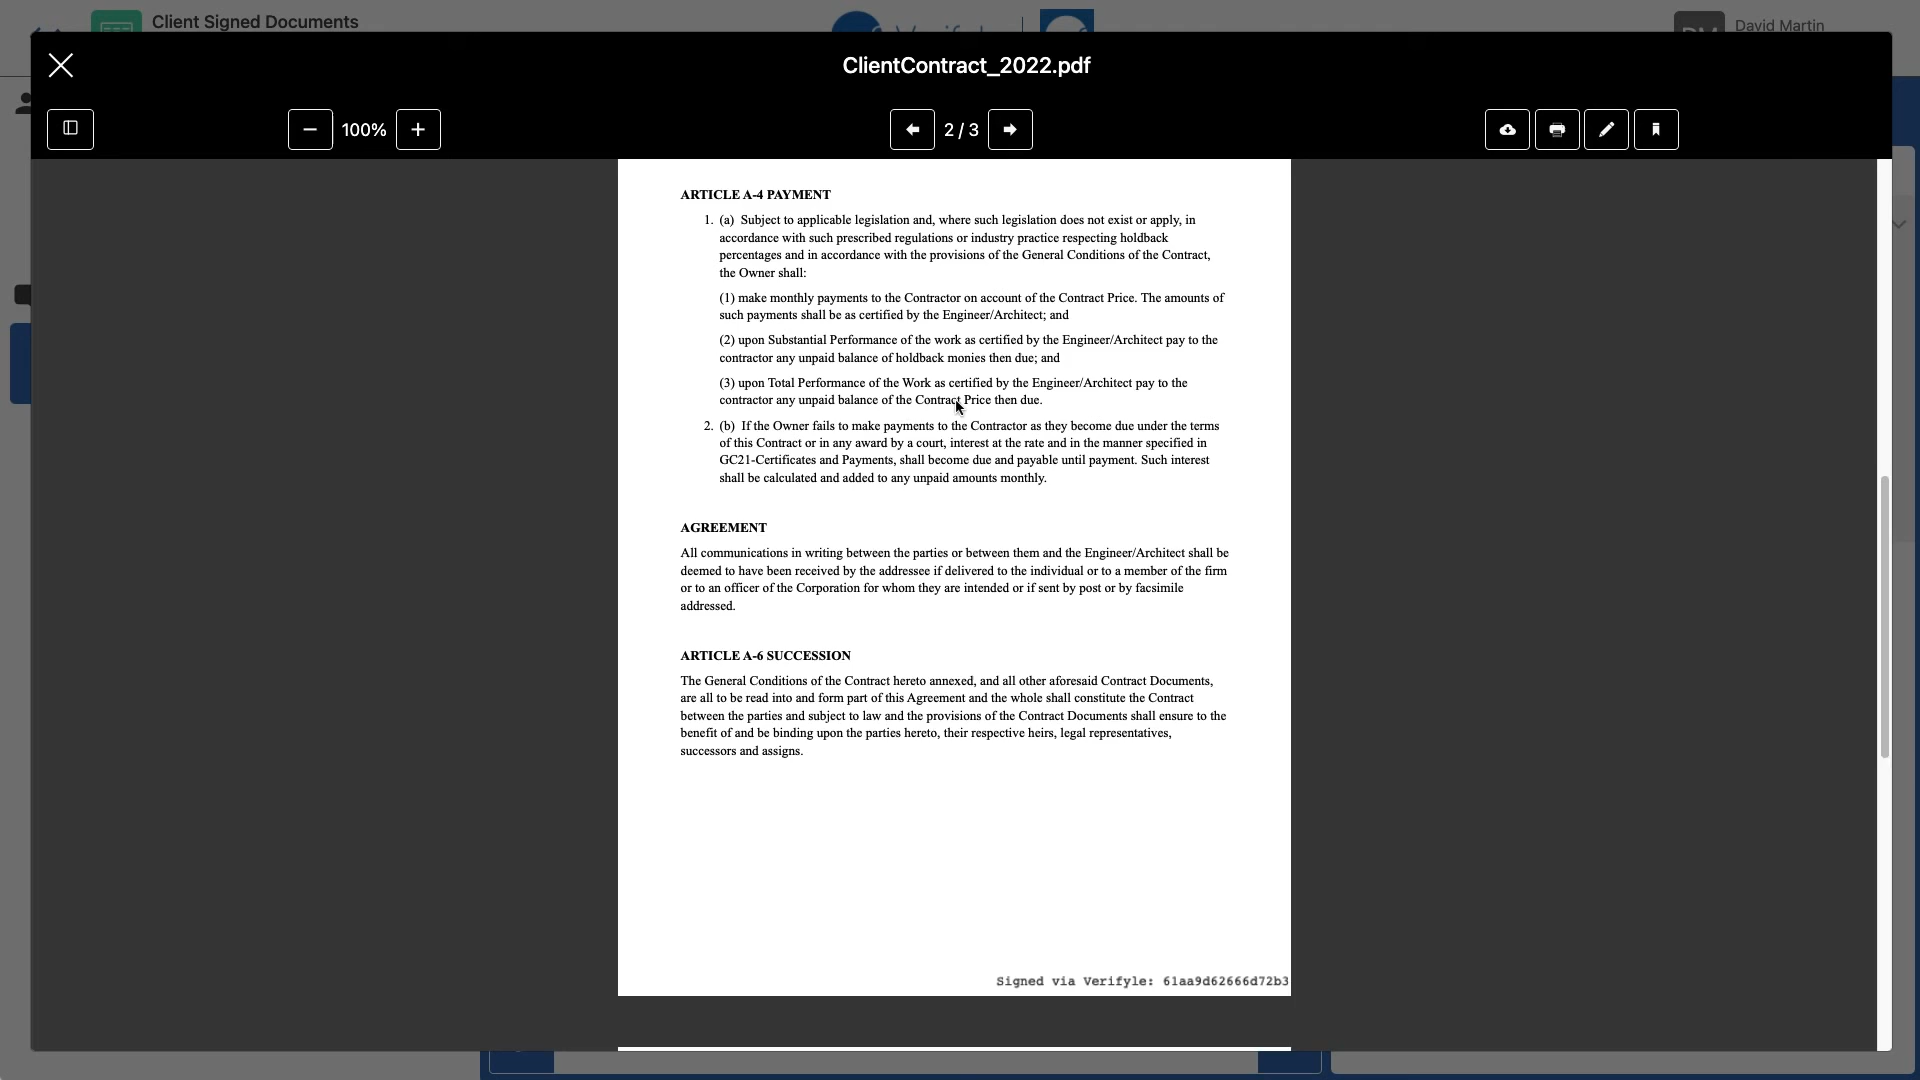 Client Signed Documents
David Martin
ClientContract_2022.pdf
100%
2 / 3
ARTICLE A-4 PAYMENT
1. (a) Subject to applicable legislation and, where such legislation does not exist or apply, in
accordance with such prescribed regulations or industry practice respecting holdback
percentages and in accordance with the provisions of the General Conditions of the Contract,
the Owner shall:
(1) make monthly payments to the Contractor on account of the Contract Price. The amounts of
such payments shall be as certified by the Engineer/Architect; and
(2) upon Substantial Performance of the work as certified by the Engineer/Architect pay to the
contractor any unpaid balance of holdback monies then due; and
(3) upon Total Performance of the Work as certified by the Engineer/Architect pay to the
contractor any unpaid balance of the Contract Price then due.
2. (b) If the Owner fails to make payments to the Contractor as they become due under the terms
of this Contract or in any award by a court, interest at the rate and in the manner specified in
GC21-Certificates and Payments, shall become due and payable until payment. Such interest
shall be calculated and added to any unpaid amounts monthly.
AGREEMENT
All communications in writing between the parties or between them and the Engineer/Architect shall be
deemed to have been received by the addressee if delivered to the individual or to a member of the firm
or to an officer of the Corporation for whom they are intended or if sent by post or by facsimile
addressed.
ARTICLE A-6 SUCCESSION
The General Conditions of the Contract hereto annexed, and all other aforesaid Contract Documents,
are all to be read into and form part of this Agreement and the whole shall constitute the Contract
between the parties and subject to law and the provisions of the Contract Documents shall ensure to the
benefit of and be binding upon the parties hereto, their respective heirs, legal representatives,
successors and assigns.
Signed via Verifyle: 61aa9d62666d72b3